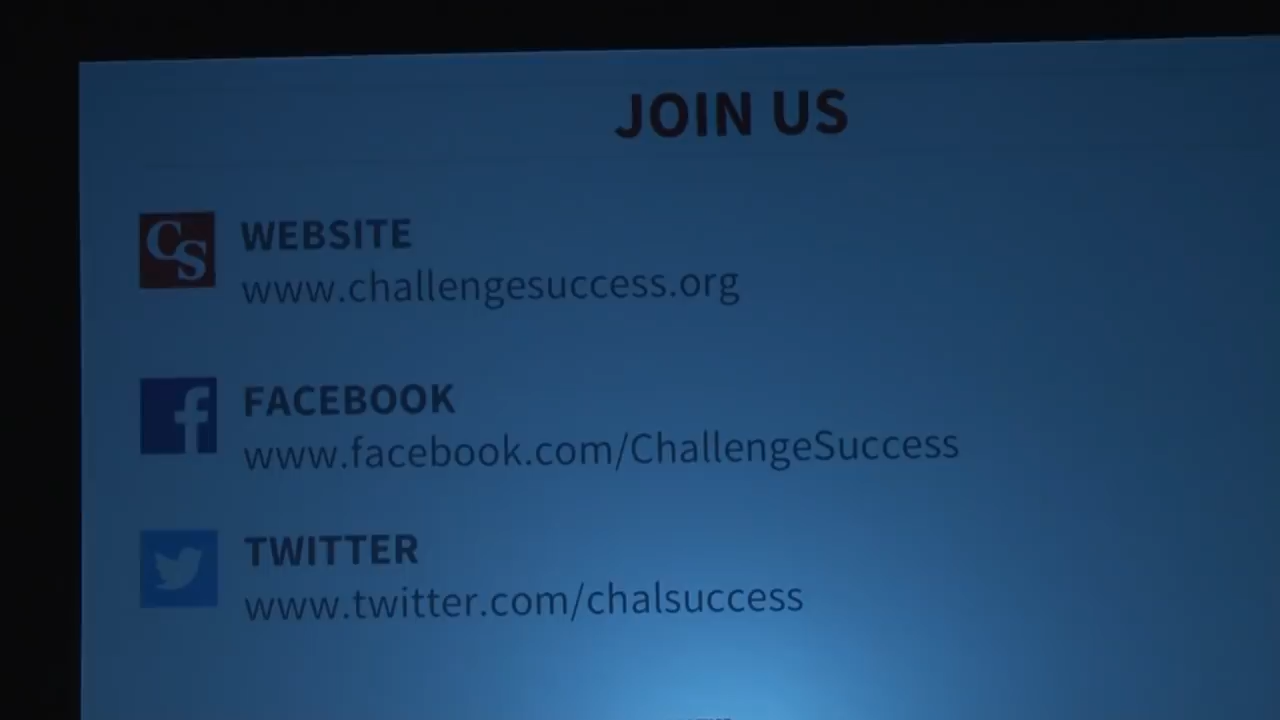 JOIN US
CS
WEBSITE
www.challengesuccess.org
FACEBOOK
www.facebook.com/ChallengeSuccess
TWITTER
www.twitter.com/chalsuccess